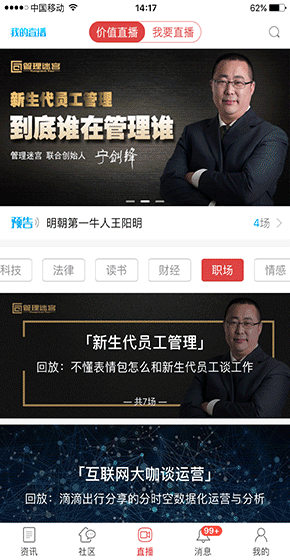 中国移动
14:17
62%
我的直播
价值直播
我要直播
管理迷宫
新生代员工管理
到底谁在管理谁
管理迷宫 联合创始人 宁剑锋
预告
明朝第一牛人王阳明
4场
科技
法律
读书
财经
职场
情感
管理迷宫
「新生代员工管理」
回放：不懂表情包怎么和新生代员工谈工作
共7场
「互联网大咖谈运营」
回放：滴滴出行分享的分时空数据化运营与分析
资讯
社区
直播
99+
消息
我的